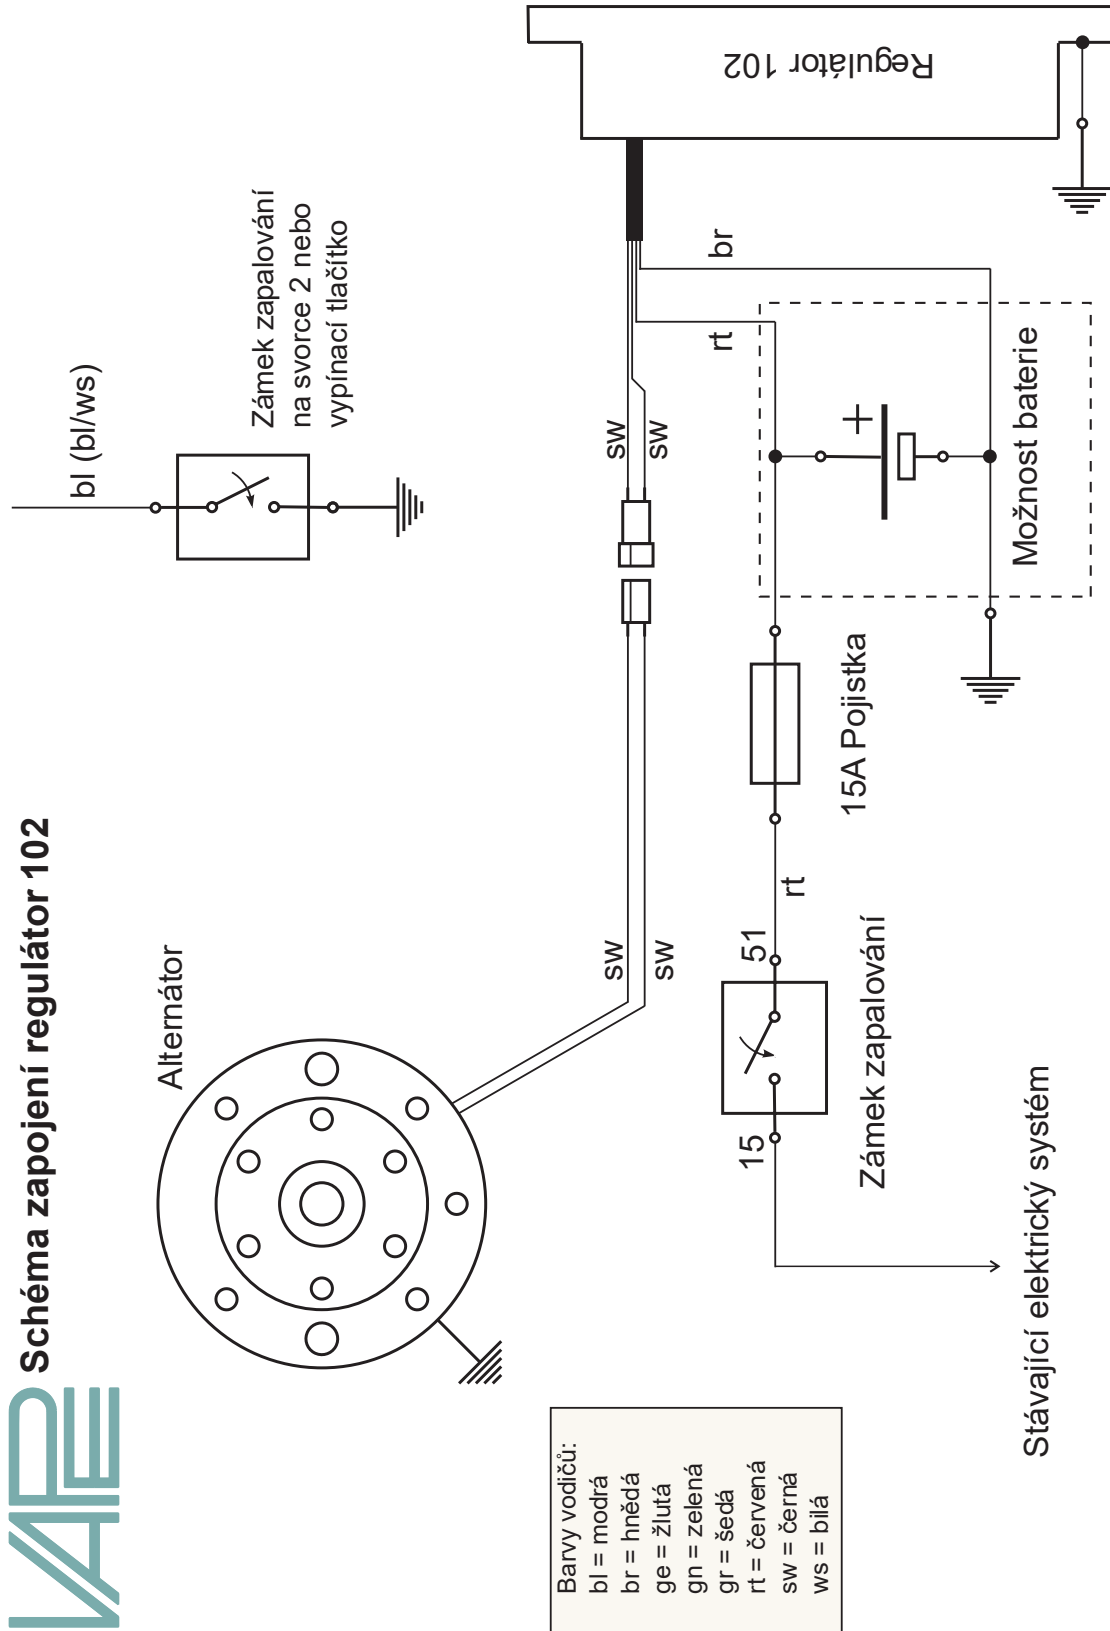 VAPE
Schéma zapojení regulátor 102
Alternátor
bl (bl/ws)
Zámek zapalování
na svorce 2 nebo
vypínací tlačítko
Regulátor 102
sw
sw
sw
sw
rt
br
Možnost baterie
+
15A Pojistka
rt
51
15
Zámek zapalování
Stávající elektrický systém
Barvy vodičů:
bl = modrá
br = hnědá
ge = žlutá
gn = zelená
gr = šedá
rt = červená
sw = černá
ws = bílá